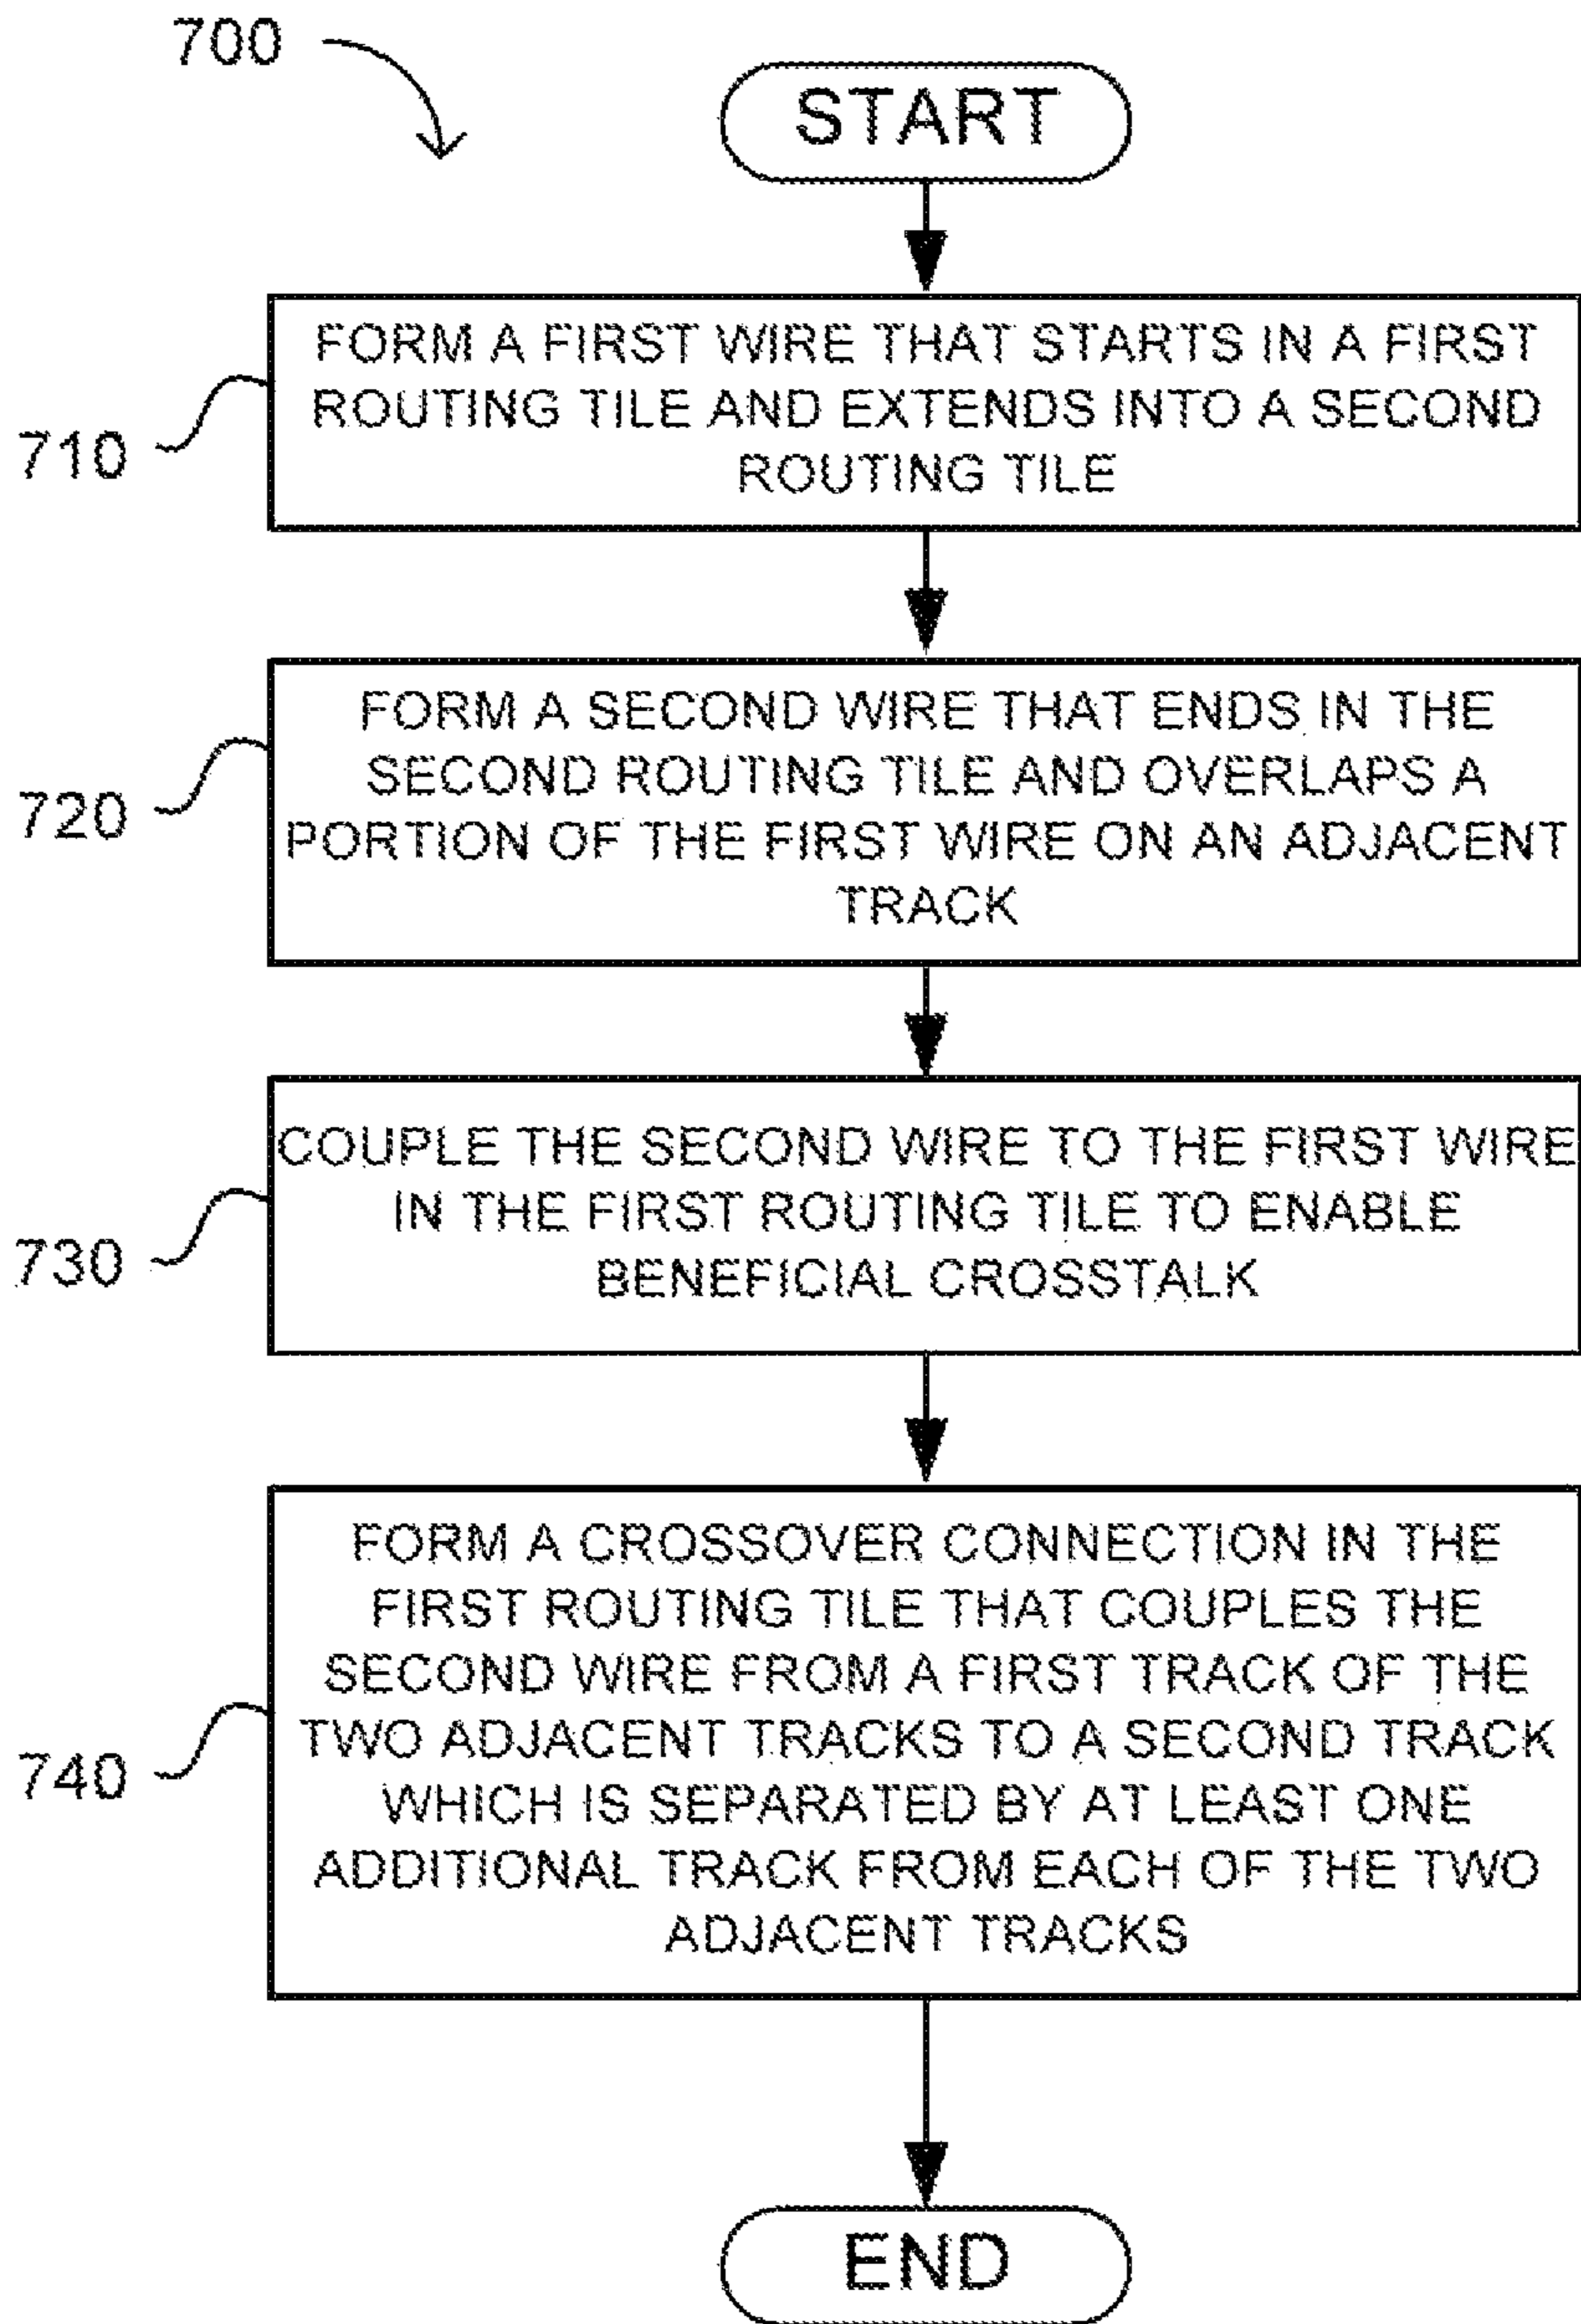 700
START
FORM A FIRST WIRE THAT STARTS IN A FIRST
ROUTING TILE AND EXTENDS INTO A SECOND
ROUTING TILE
710
FORM A SECOND WIRE THAT ENDS IN THE
SECOND ROUTING TILE AND OVERLAPS A
PORTION OF THE FIRST WIRE ON AN ADJACENT
TRACK
720
COUPLE THE SECOND WIRE TO THE FIRST WIRE
IN THE FIRST ROUTING TILE TO ENABLE
BENEFICIAL CROSSTALK
730
FORM A CROSSOVER CONNECTION IN THE
FIRST ROUTING TILE THAT COUPLES THE
SECOND WIRE FROM A FIRST TRACK OF THE
TWO ADJACENT TRACKS TO A SECOND TRACK
WHICH IS SEPARATED BY AT LEAST ONE
ADDITIONAL TRACK FROM EACH OF THE TWO
ADJACENT TRACKS
740
END